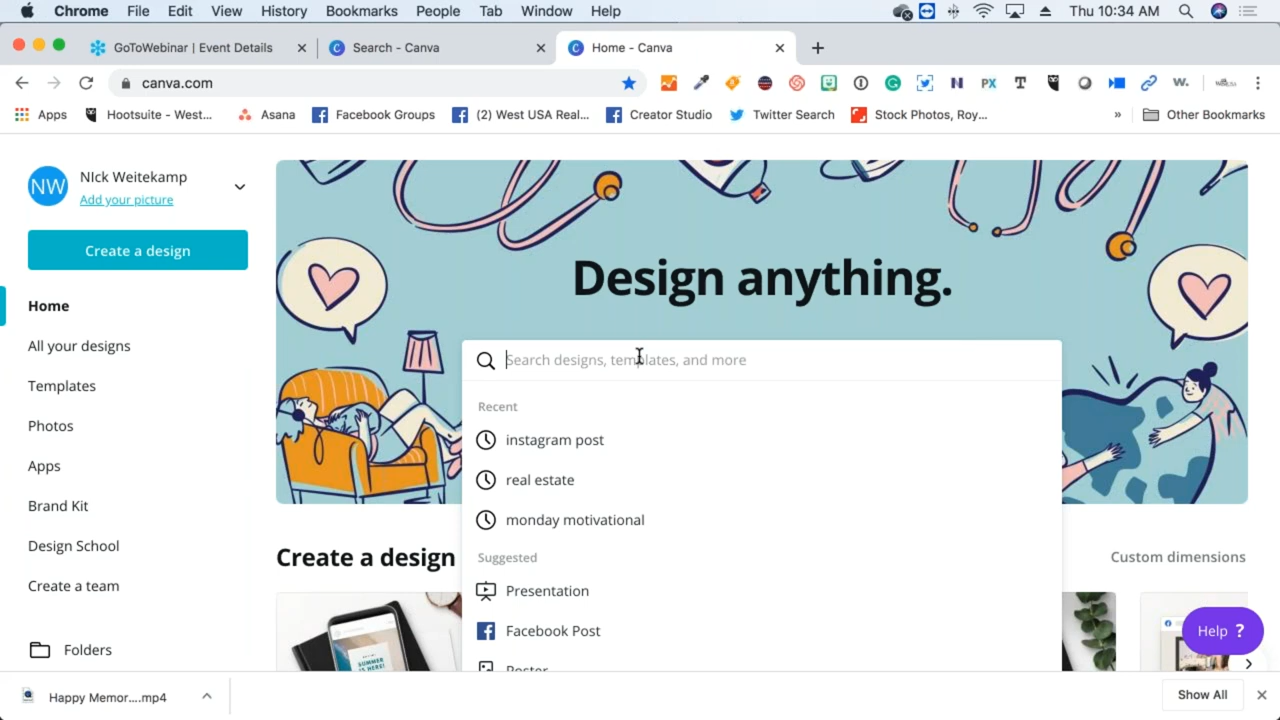 Chrome File Edit View History Bookmarks People Tab Window Help Thu 10:34 AM
GoToWebinar | Event Details Search - Canva Home - Canva
canva.com
Apps Hootsuite - West... Asana Facebook Groups (2) West USA Real... Creator Studio Twitter Search Stock Photos, Roy... » Other Bookmarks
NW
NIck Weitekamp
Add your picture
Create a design
Home
All your designs
Templates
Photos
Apps
Brand Kit
Design School
Create a team
Folders
Design anything.
Search designs, templates, and more
Recent
instagram post
real estate
monday motivational
Suggested
Presentation
Facebook Post
Poster
Create a design
Custom dimensions
SUMMER
IS HERE!
Help ?
Happy Memor....mp4
Show All